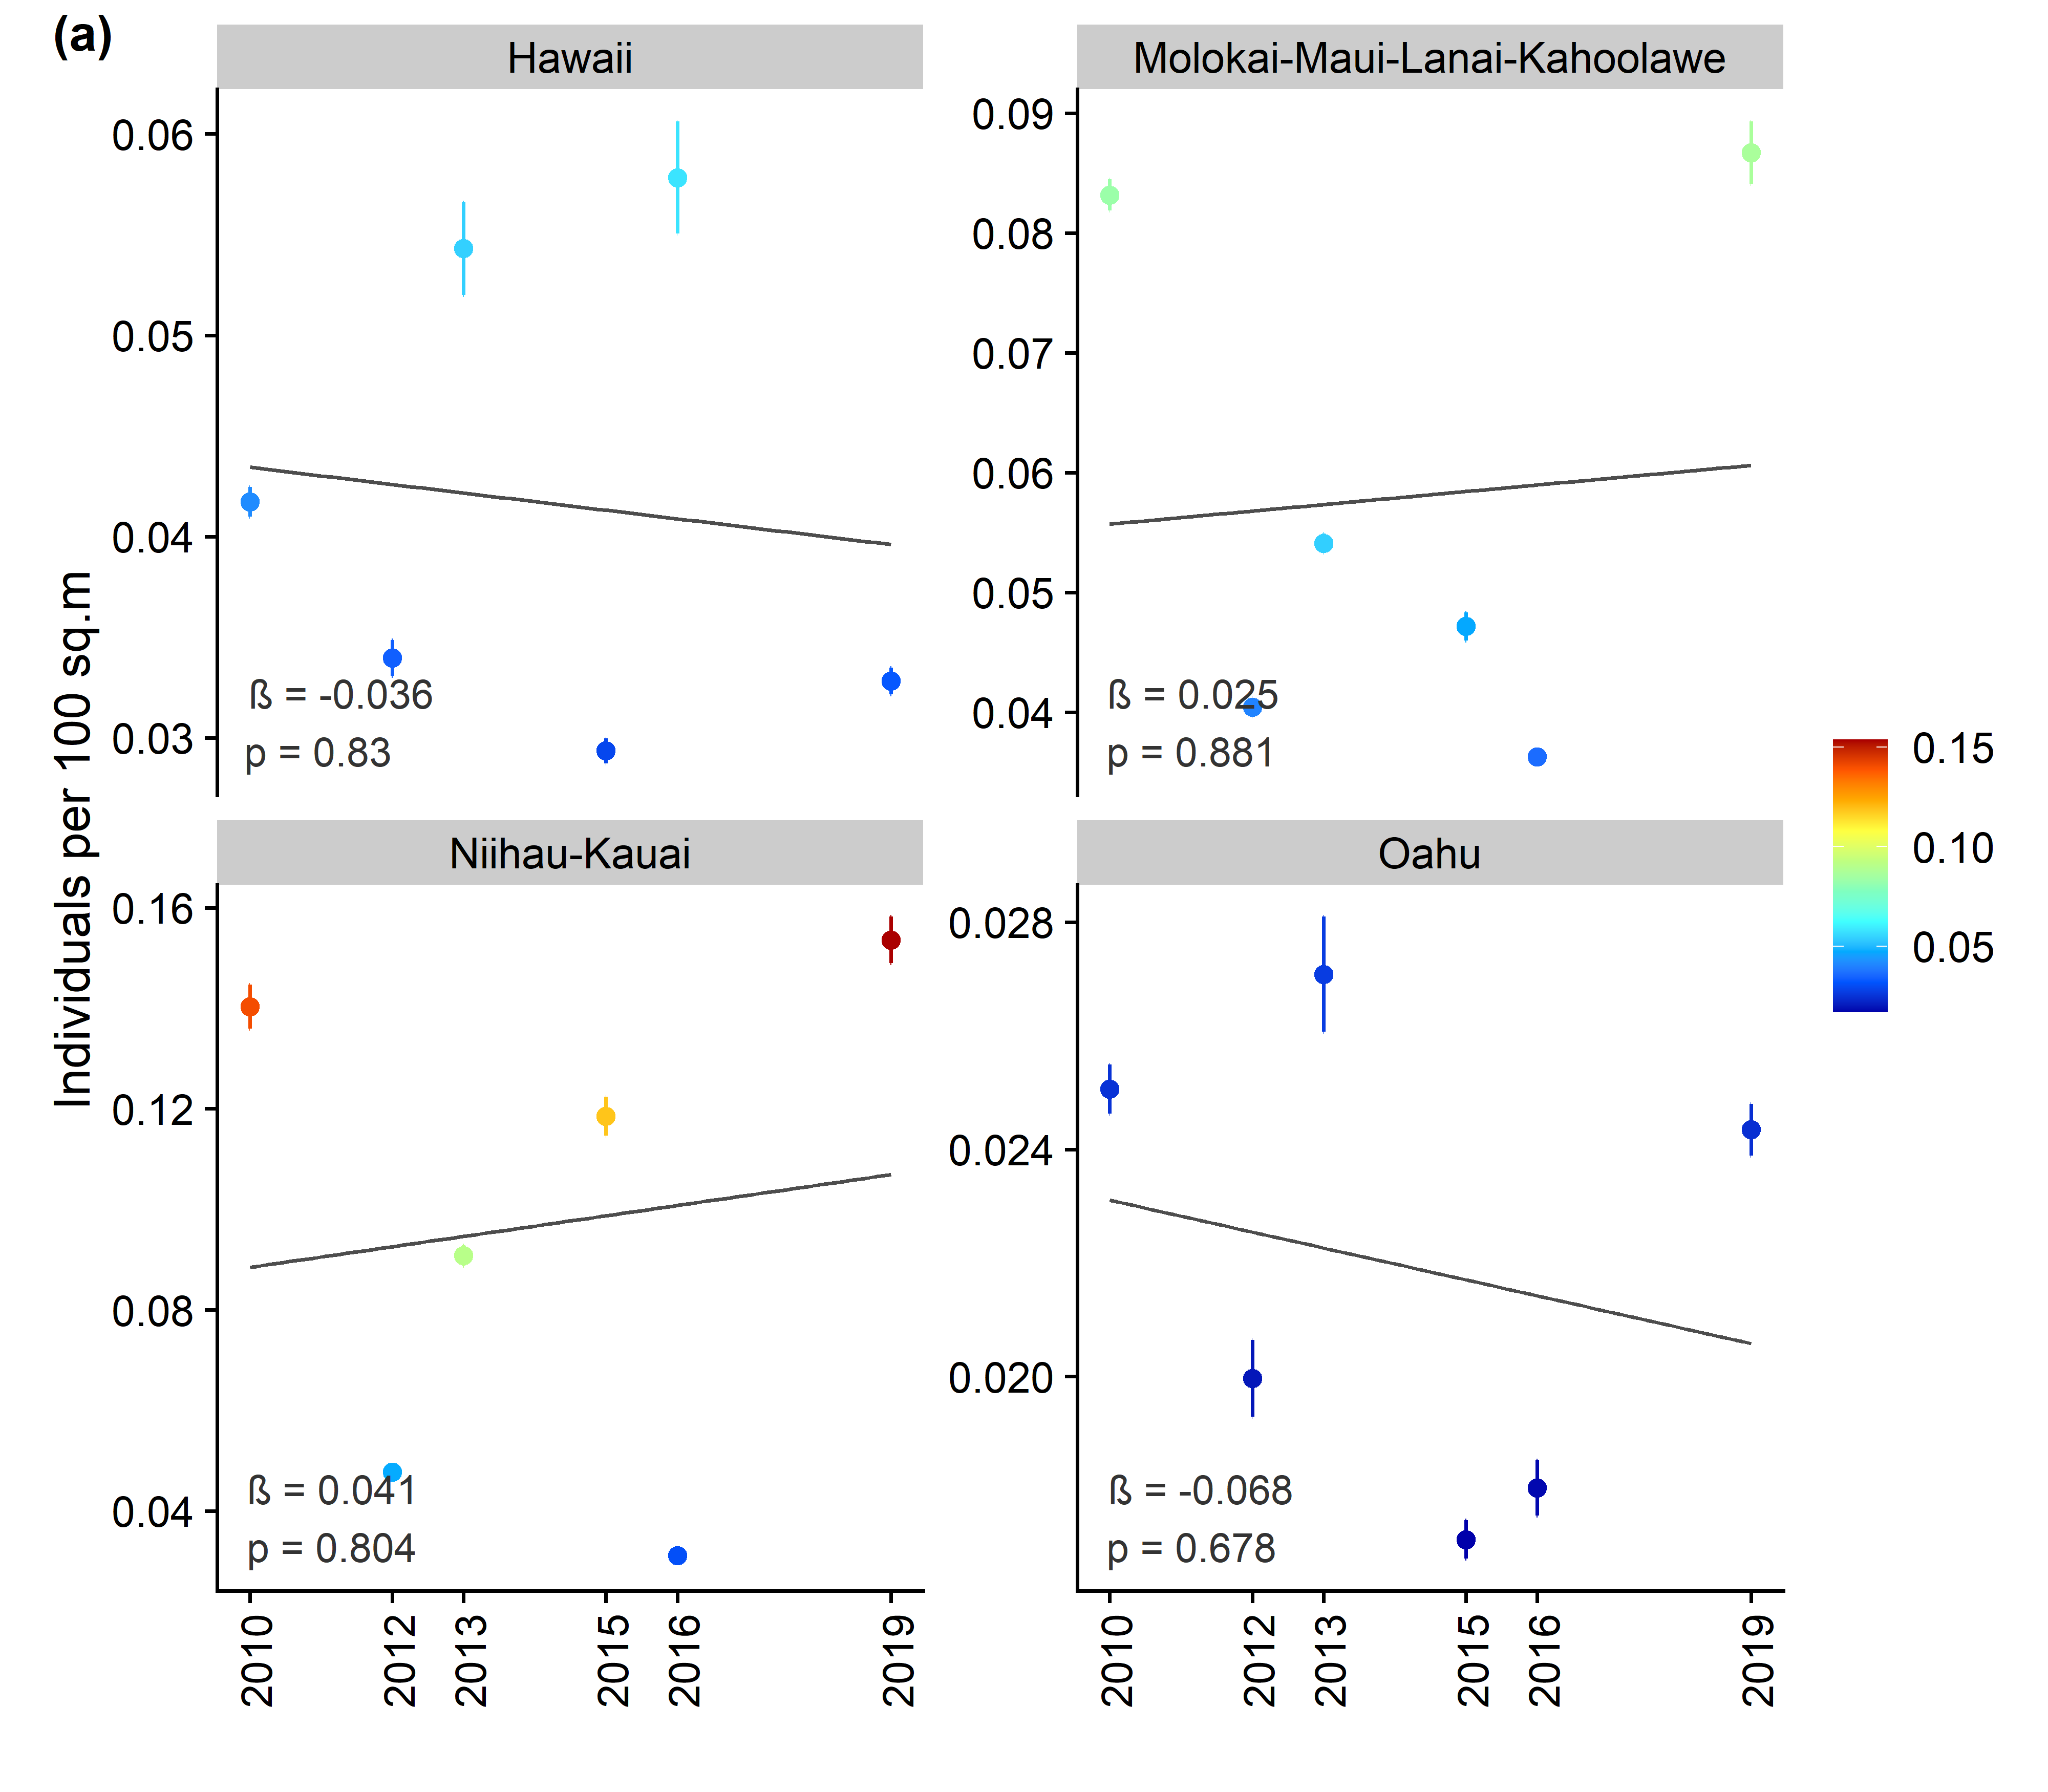 (a)
Hawaii
Molokai-Maui-Lanai-Kahoolawe
Individuals per 100 sq.m
0.06
0.05
0.04
0.03
ß = -0.036
p = 0.83
0.09
0.08
0.07
0.06
0.05
0.04
ß = 0.025
p = 0.881
Niihau-Kauai
Oahu
0.16
0.12
0.08
0.04
ß = 0.041
p = 0.804
0.028
0.024
0.020
ß = -0.068
p = 0.678
2010
2012
2013
2015
2016
2019
2010
2012
2013
2015
2016
2019
0.15
0.10
0.05